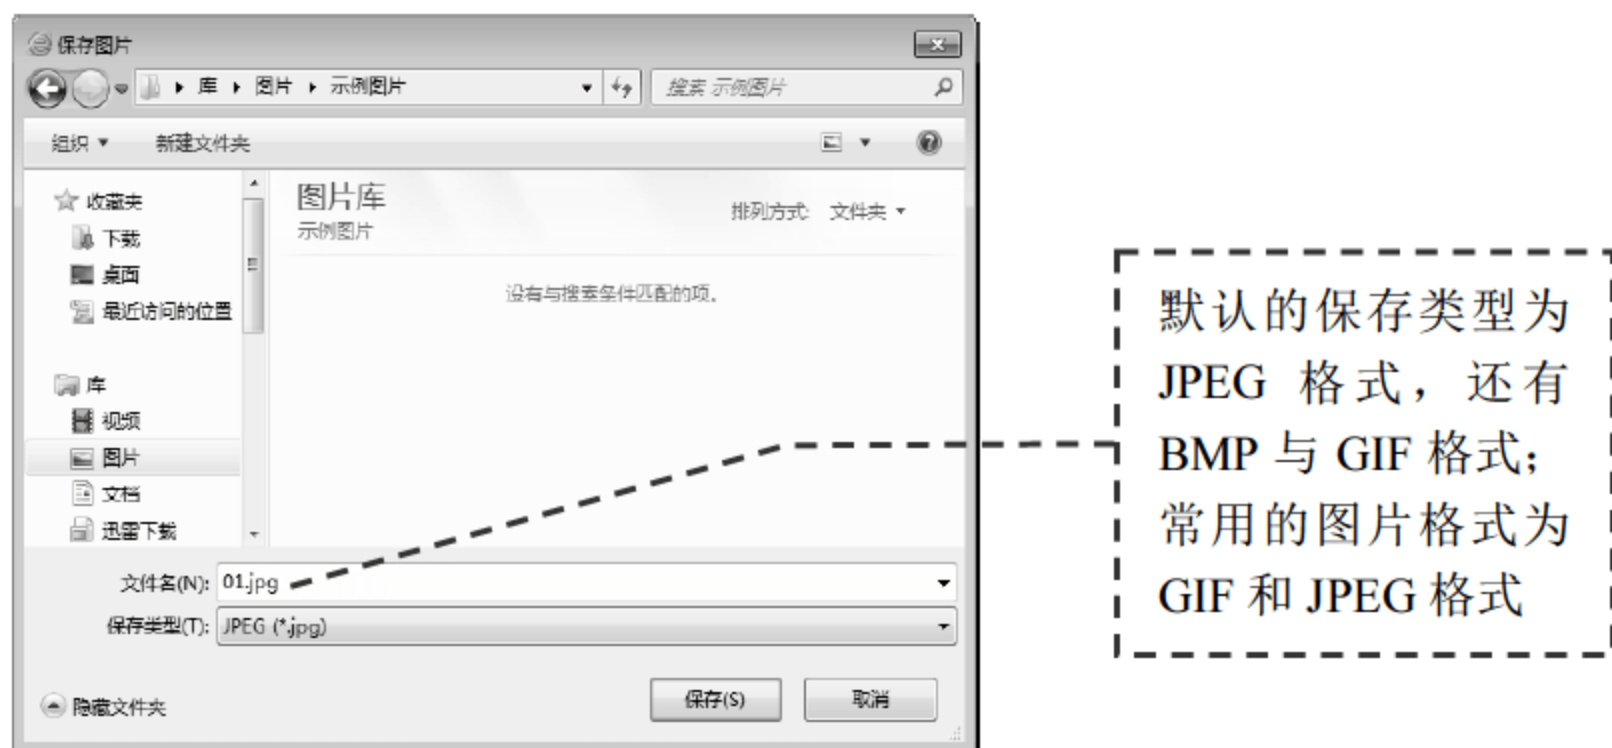 保存图片
库 图片 示例图片
搜索 示例图片
组织 新建文件夹
收藏夹
下载
桌面
最近访问的位置
库
视频
图片
文档
迅雷下载
图片库
示例图片
排列方式: 文件夹
没有与搜索条件匹配的项。
文件名(N): 01.jpg
保存类型(T): JPEG (*.jpg)
隐藏文件夹
保存(S) 取消
默认的保存类型为
JPEG 格式，还有
BMP 与 GIF 格式；
常用的图片格式为
GIF 和 JPEG 格式